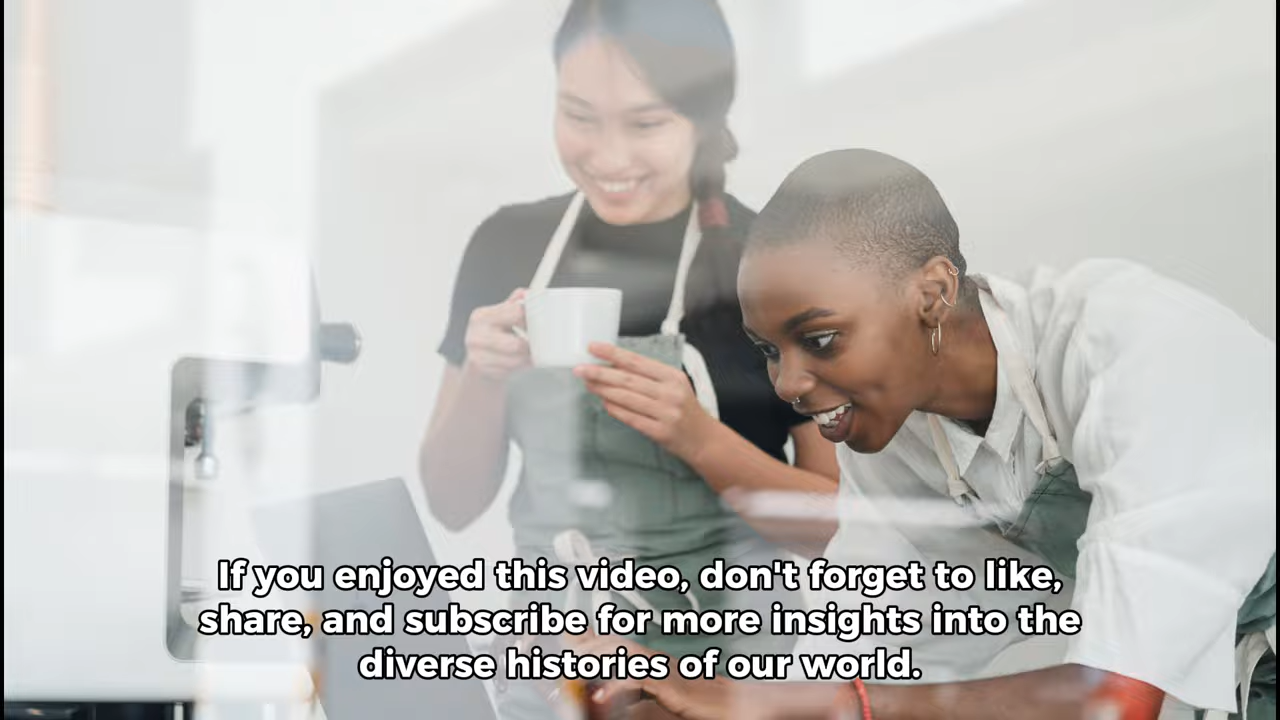 If you enjoyed this video, don't forget to like,
share, and subscribe for more insights into the
diverse histories of our world.